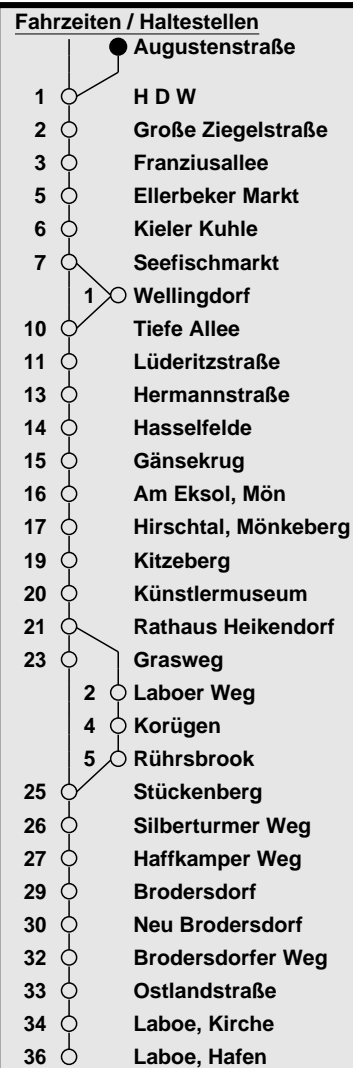 Fahrzeiten / Haltestellen
Augustenstraße
1 H D W
2 Große Ziegelstraße
3 Franziusallee
5 Ellerbeker Markt
6 Kieler Kuhle
7 Seefischmarkt
1 Wellingdorf
10 Tiefe Allee
11 Lüderitzstraße
13 Hermannstraße
14 Hasselfelde
15 Gänsekrug
16 Am Eksol, Mön
17 Hirschtal, Mönkeberg
19 Kitzeberg
20 Künstlermuseum
21 Rathaus Heikendorf
23 Grasweg
2 Laboer Weg
4 Korügen
5 Rührsbrook
25 Stückenberg
26 Silberturmer Weg
27 Haffkamper Weg
29 Brodersdorf
30 Neu Brodersdorf
32 Brodersdorfer Weg
33 Ostlandstraße
34 Laboe, Kirche
36 Laboe, Hafen